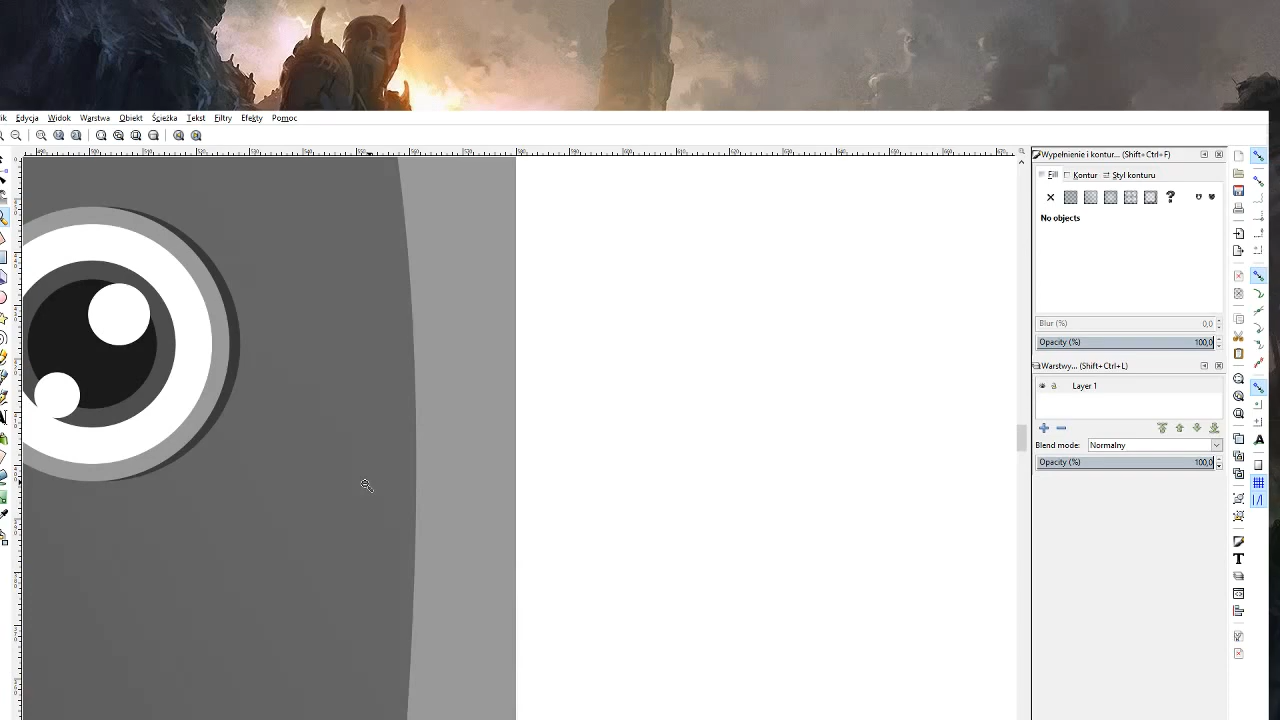 ik Edycja Widok Warstwa Obiekt Ścieżka Tekst Filtry Efekty Pomoc
Wypełnienie i kontur... (Shift+Ctrl+F)
Fill Kontur Styl konturu
No objects
Blur (%) 0,0
Opacity (%) 100,0
Warstwy... (Shift+Ctrl+L)
Layer 1
Blend mode: Normalny
Opacity (%) 100,0